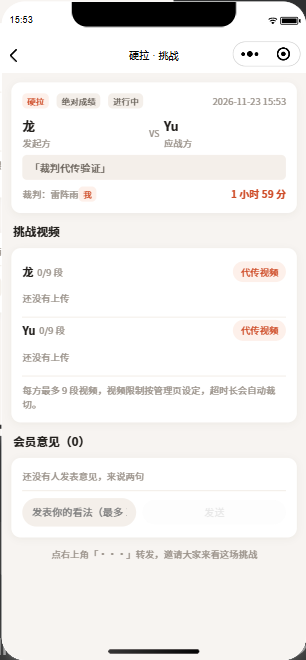 15:53
硬拉 · 挑战
硬拉 绝对成绩 进行中 2026-11-23 15:53
龙 VS Yu
发起方 应战方
「裁判代传验证」
裁判：雷阵雨 我 1 小时 59 分
挑战视频
龙 0/9 段 代传视频
还没有上传
Yu 0/9 段 代传视频
还没有上传
每方最多 9 段视频，视频限制按管理页设定，超时长会自动裁
切。
会员意见（0）
还没有人发表意见，来说两句
发表你的看法（最多 发送
点右上角「···」转发，邀请大家来看这场挑战